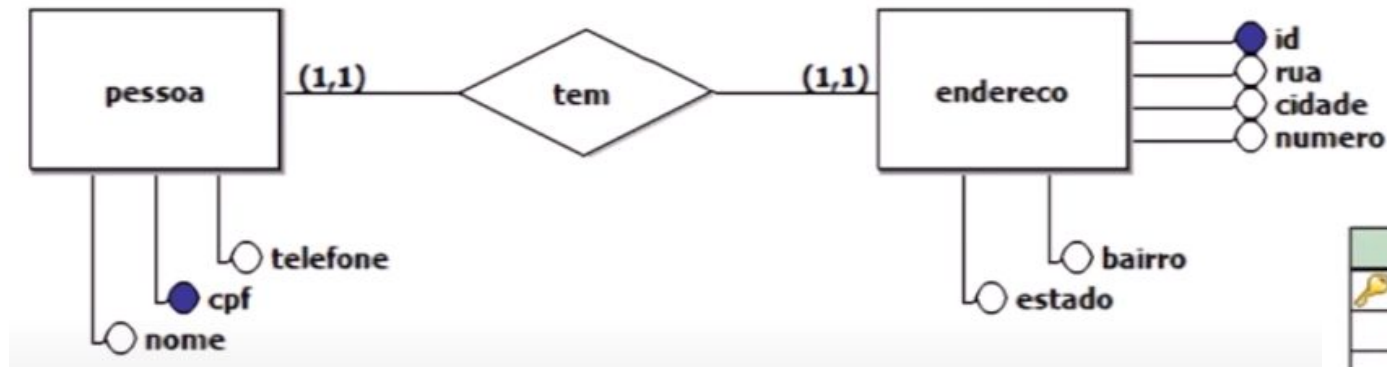 pessoa
(1,1)
tem
(1,1)
endereco
id
rua
cidade
numero
telefone
cpf
nome
bairro
estado